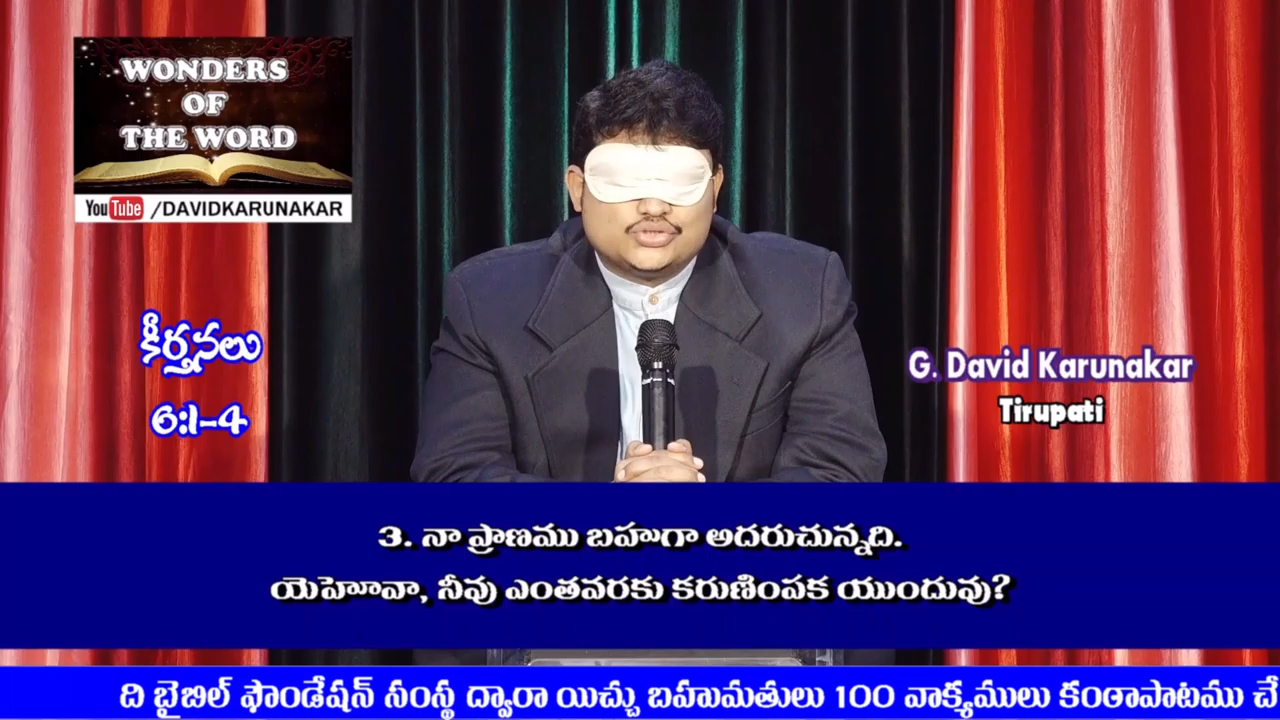 WONDERS
OF
THE WORD
YouTube /DAVIDKARUNAKAR
కీర్తనలు
6:1-4
G. David Karunakar
Tirupati
3. నా ప్రాణము బహుగా అదరుచున్నది.
యెహోవా, నీవు ఎంతవరకు కరుణింపక యుందువు?
ది బైబిల్ ఫౌండేషన్ సంస్థ ద్వారా యిచ్చు బహుమతులు 100 వాక్యములు కంఠాపాటము చే